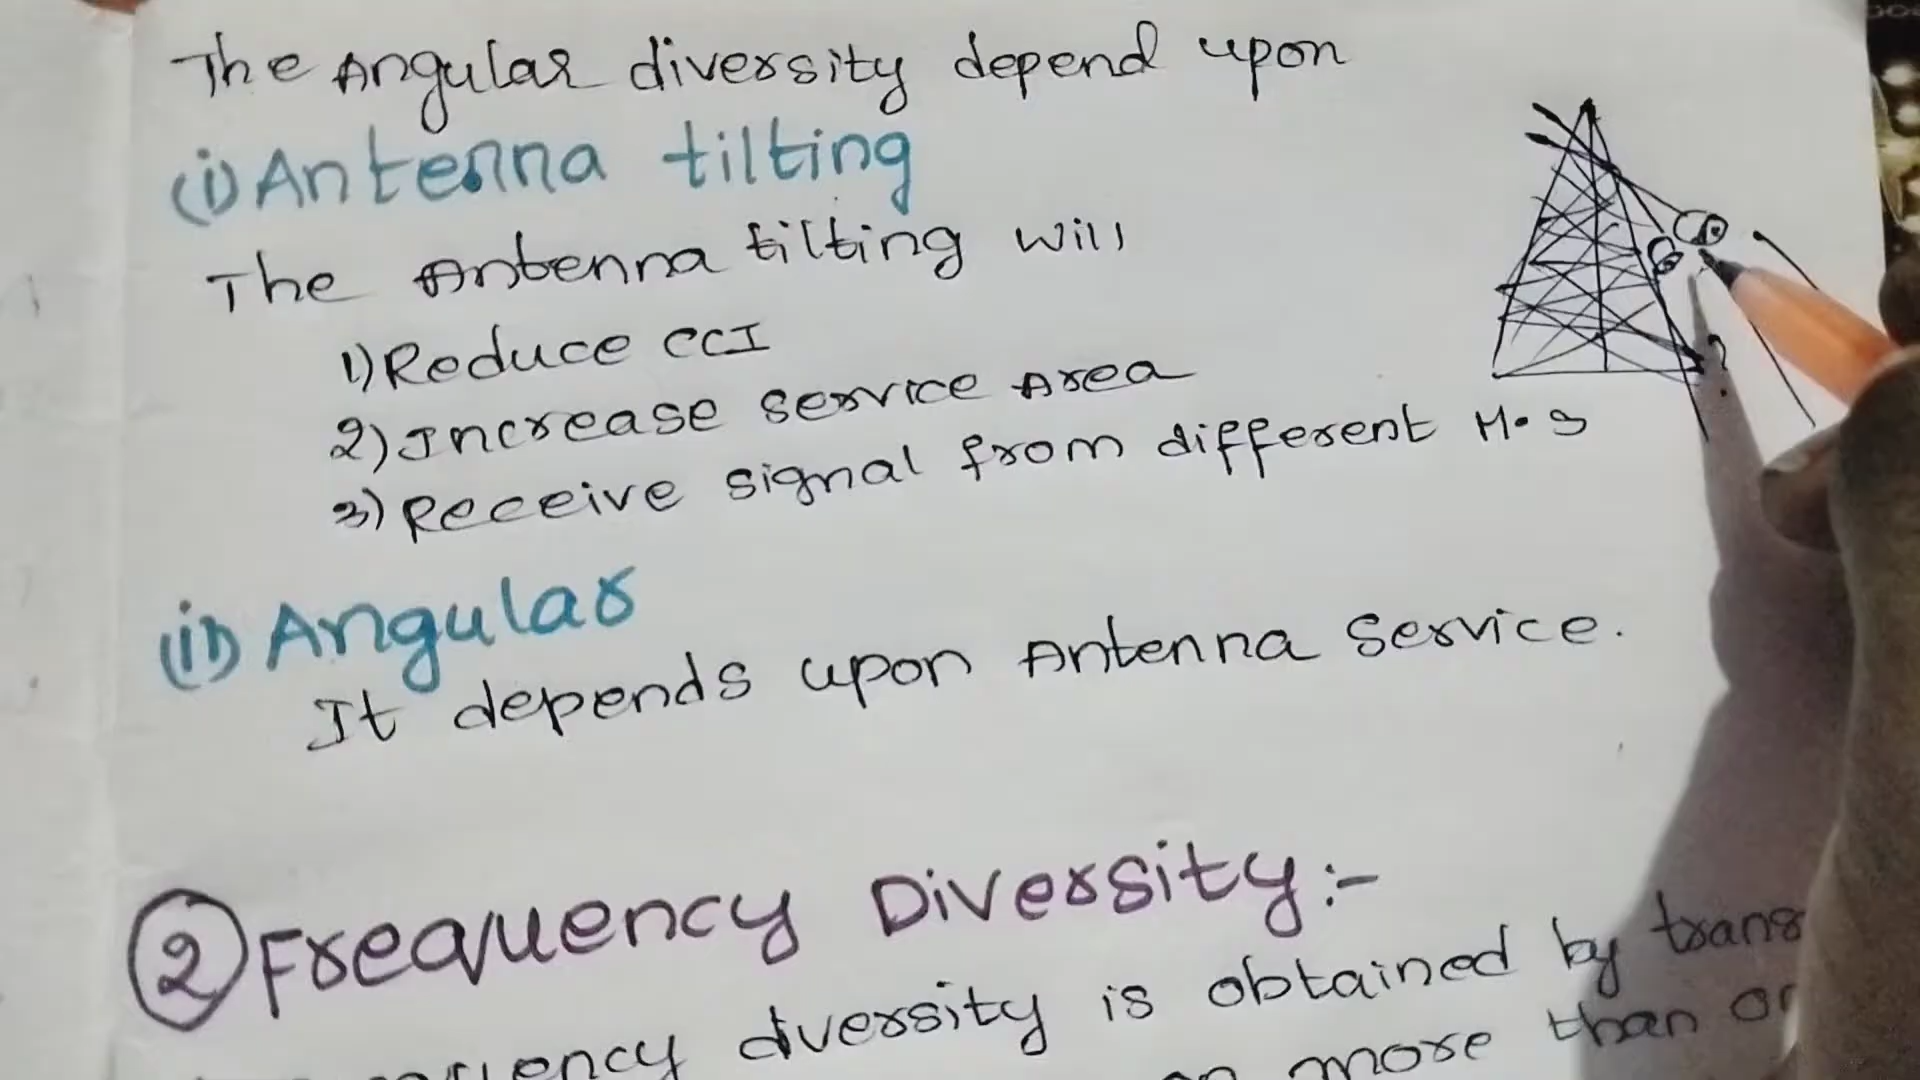 The Angular diversity depend upon
(i) Antenna tilting
The Antenna tilting will
1) Reduce CCI
2) Increase service Area
3) Receive signal from different M.S
(ii) Angular
It depends upon Antenna Service.
② Frequency Diversity:-
diversity is obtained by
more than